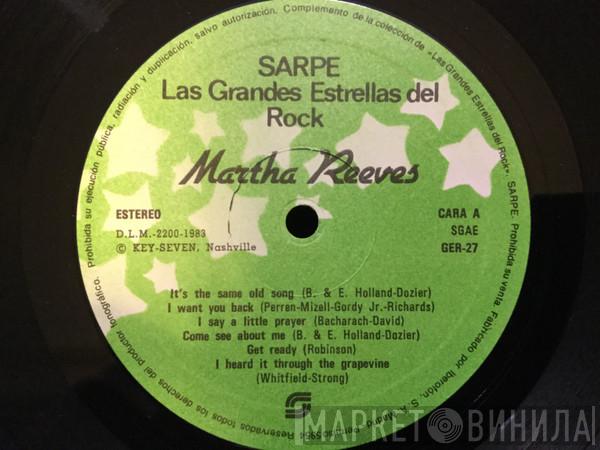 SARPE
Las Grandes Estrellas del
Rock
Martha Reeves
ESTEREO
D.L.M.-2200-1983
© KEY-SEVEN, Nashville
CARA A
SGAE
GER-27
It's the same old song (B. & E. Holland-Dozier)
I want you back (Perren-Mizell-Gordy Jr.-Richards)
I say a little prayer (Bacharach-David)
Come see about me (B. & E. Holland-Dozier)
Get ready (Robinson)
I heard it through the grapevine
(Whitfield-Strong)
Reservados todos los derechos del productor fonográfico. Prohibida su ejecución pública, radiación y duplicación, salvo autorización. Complemento de la colección de «Las Grandes Estrellas del Rock». SARPE. Prohibida su venta. Fabricado por Iberofón, S. A.
МАРКЕТ ВИНИЛА